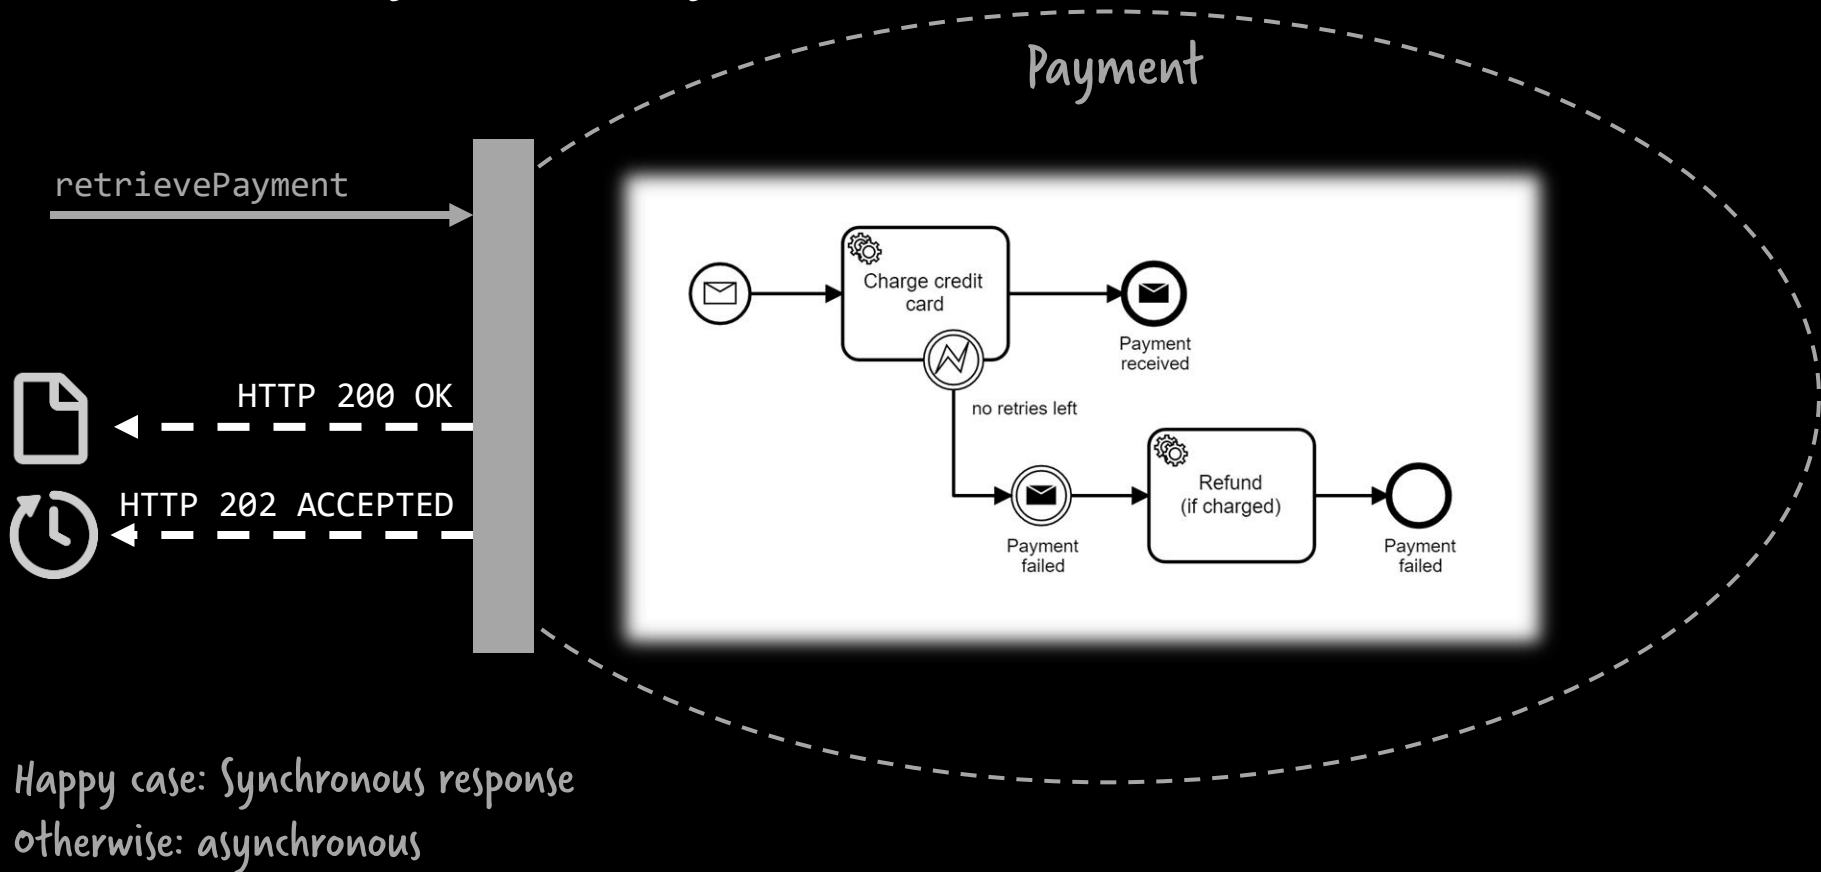 Payment
retrievePayment
Charge credit
card
Payment
received
HTTP 200 OK
no retries left
HTTP 202 ACCEPTED
Refund
(if charged)
Payment
failed
Payment
failed
Happy case: Synchronous response
Otherwise: asynchronous